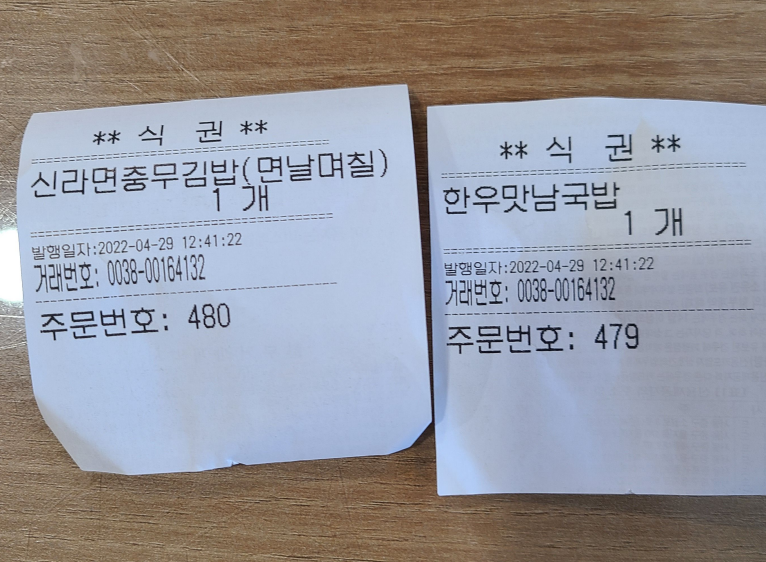 ** 식 권 **
신라면충무김밥(면날며칠)
1 개
발행일자:2022-04-29 12:41:22
거래번호: 0038-00164132
주문번호: 480
** 식 권 **
한우맛남국밥
1 개
발행일자:2022-04-29 12:41:22
거래번호: 0038-00164132
주문번호: 479